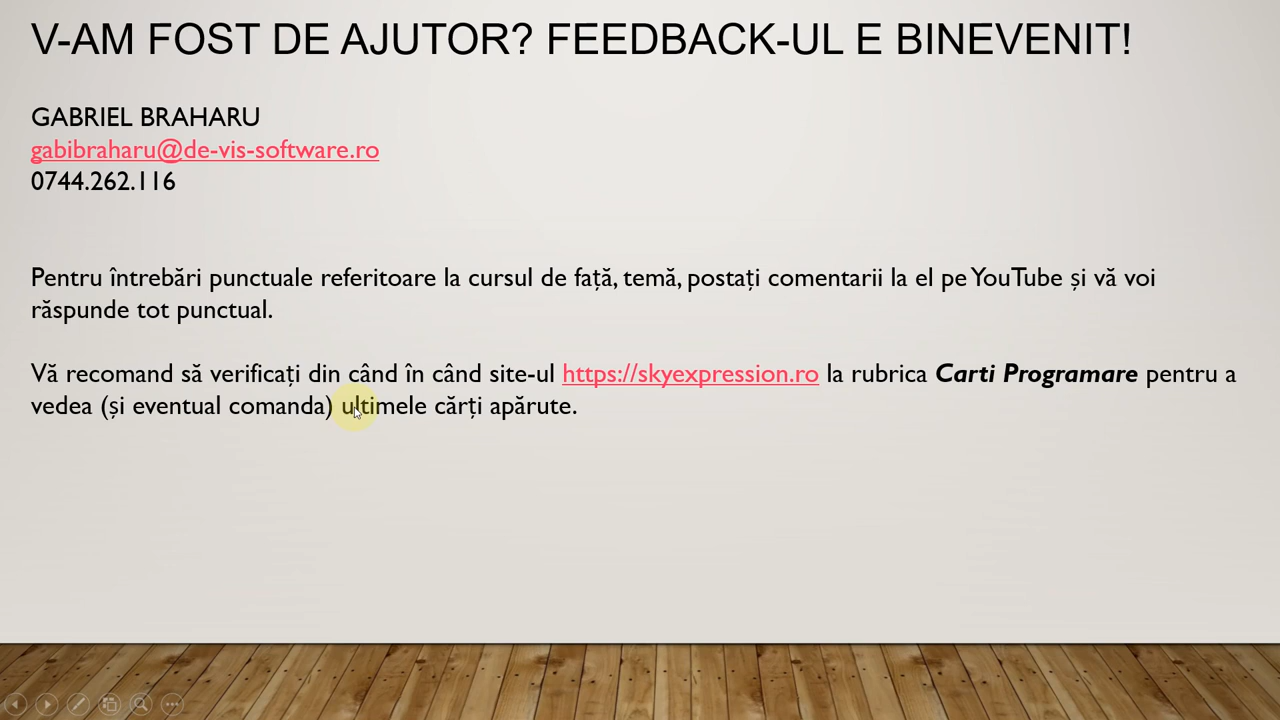 V-AM FOST DE AJUTOR? FEEDBACK-UL E BINEVENIT!
GABRIEL BRAHARU
gabibraharu@de-vis-software.ro
0744.262.116
Pentru întrebări punctuale referitoare la cursul de față, temă, postați comentarii la el pe YouTube și vă voi
răspunde tot punctual.
Vă recomand să verificați din când în când site-ul https://skyexpression.ro la rubrica Carti Programare pentru a
vedea (și eventual comanda) ultimele cărți apărute.